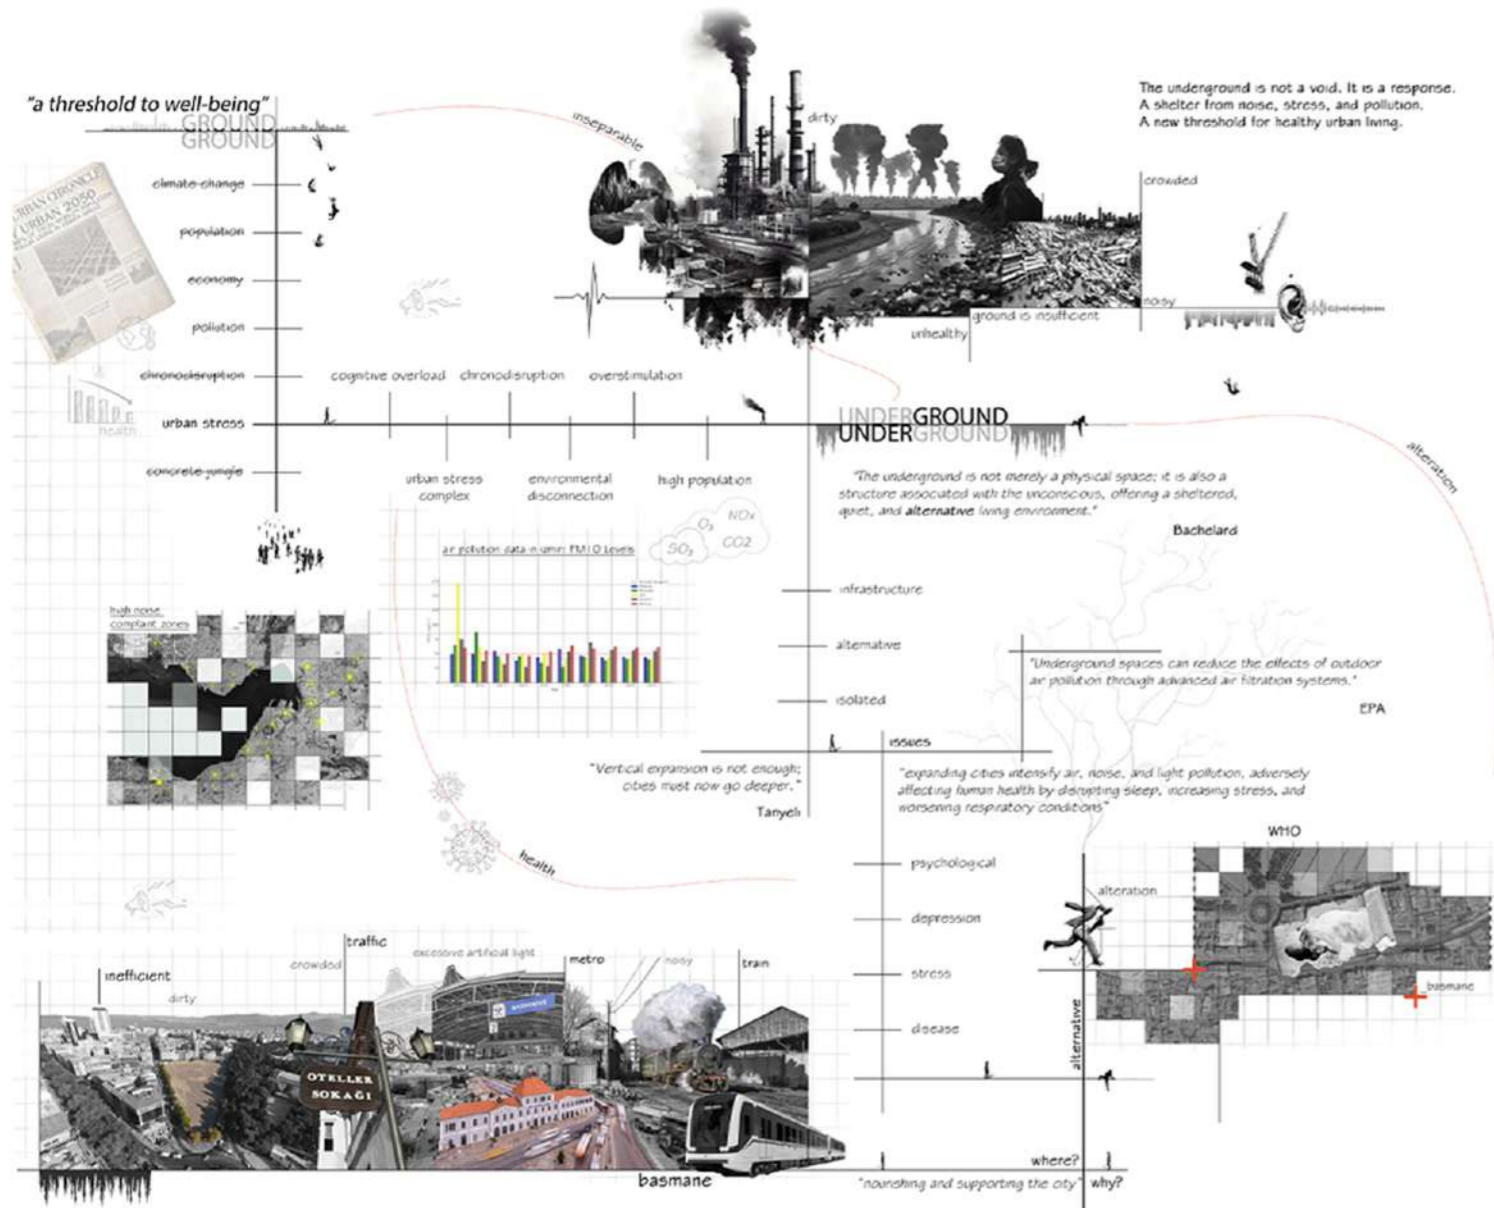 "a threshold to well-being"
GROUND
GROUND
climate change
population
economy
pollution
chronodisruption
urban stress
concrete jungle
URBAN CHRONICLE
URBAN 2050
health
inseparable
dirty
The underground is not a void. It is a response.
A shelter from noise, stress, and pollution.
A new threshold for healthy urban living.
crowded
noisy
ground is insufficient
unhealthy
cognitive overload
chronodisruption
overstimulation
urban stress
complex
environmental
disconnection
high population
UNDERGROUND
UNDERGROUND
alteration
"The underground is not merely a physical space; it is also a
structure associated with the unconscious, offering a sheltered,
quiet, and alternative living environment."
Bachelard
O₃
NOx
SO₂
CO2
air pollution data in izmir: PM10 Levels
high noise
complaint zones
infrastructure
alternative
isolated
"Underground spaces can reduce the effects of outdoor
air pollution through advanced air filtration systems."
EPA
issues
"Vertical expansion is not enough;
cities must now go deeper."
Tanyeli
"expanding cities intensify air, noise, and light pollution, adversely
affecting human health by disrupting sleep, increasing stress, and
worsening respiratory conditions"
WHO
health
psychological
depression
stress
disease
alteration
alternative
basmane
inefficient
dirty
crowded
traffic
excessive artificial light
metro
noisy
train
OTELLER
SOKAĞI
basmane
where?
"nourishing and supporting the city"
why?